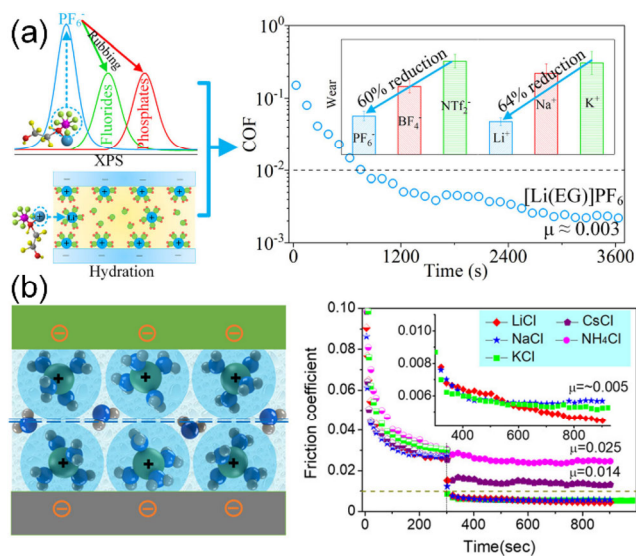 (a)
PF6-
Rubbing
Fluorides
Phosphates
XPS
Li+
Hydration
COF
10^0
10^-1
10^-2
10^-3
Wear
60% reduction
64% reduction
PF6-
BF4-
NTf2-
Li+
Na+
K+
[Li(EG)]PF6
μ ≈ 0.003
0
1200
2400
3600
Time (s)
(b)
+ + +
+ + +
Friction coefficient
0.10
0.08
0.06
0.04
0.02
0.00
LiCl
NaCl
KCl
CsCl
NH4Cl
0.010
0.008
0.006
0.004
400 600 800
μ=~0.005
μ=0.025
μ=0.014
0 200 400 600 800
Time(sec)